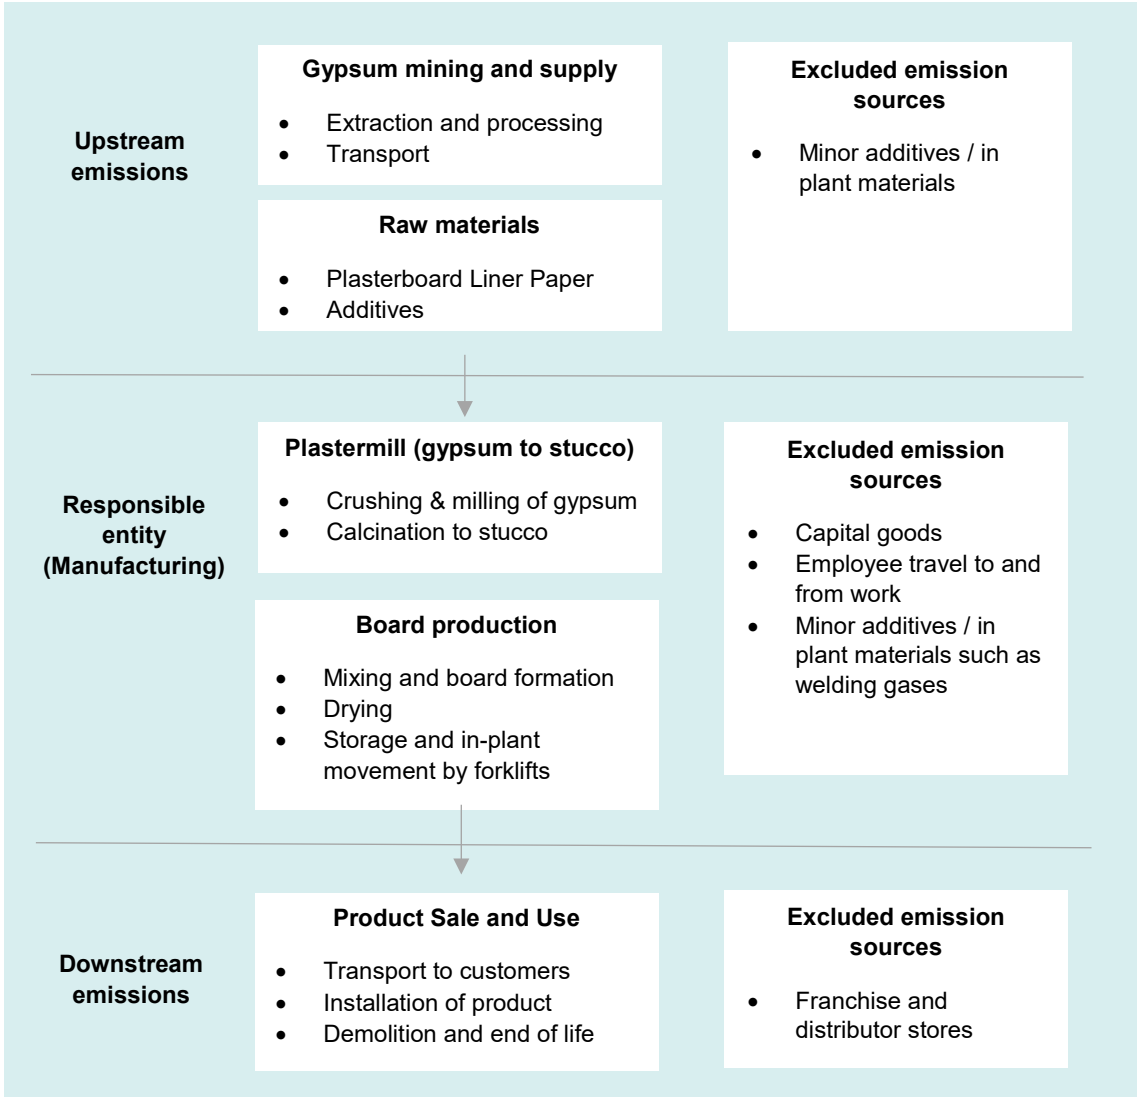 Upstream
emissions
Gypsum mining and supply
• Extraction and processing
• Transport
Raw materials
• Plasterboard Liner Paper
• Additives
Excluded emission
sources
• Minor additives / in
plant materials
Responsible
entity
(Manufacturing)
Plastermill (gypsum to stucco)
• Crushing & milling of gypsum
• Calcination to stucco
Board production
• Mixing and board formation
• Drying
• Storage and in-plant
movement by forklifts
Excluded emission
sources
• Capital goods
• Employee travel to and
from work
• Minor additives / in
plant materials such as
welding gases
Downstream
emissions
Product Sale and Use
• Transport to customers
• Installation of product
• Demolition and end of life
Excluded emission
sources
• Franchise and
distributor stores